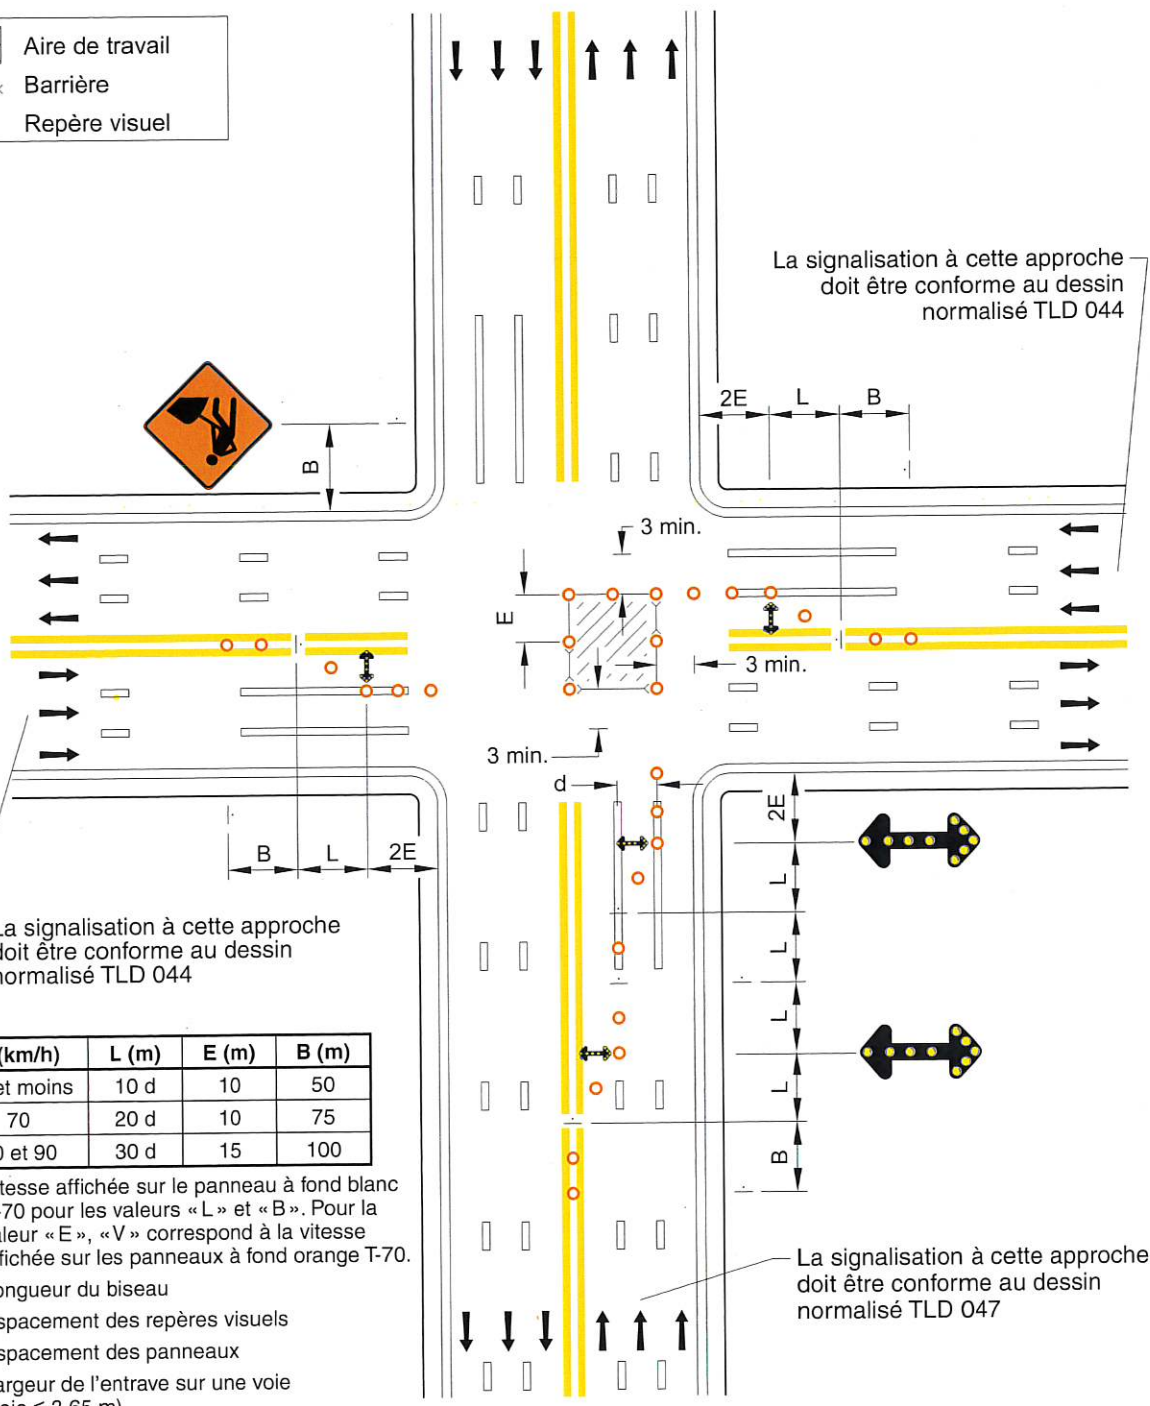 Aire de travail
Barrière
Repère visuel
La signalisation à cette approche
doit être conforme au dessin
normalisé TLD 044
2E L B
B
3 min.
E
3 min.
3 min.
d
2E
B L 2E
L
L
La signalisation à cette approche
doit être conforme au dessin
normalisé TLD 044
L
L
B
(km/h) L (m) E (m) B (m)
et moins 10 d 10 50
70 20 d 10 75
0 et 90 30 d 15 100
tesse affichée sur le panneau à fond blanc
-70 pour les valeurs « L » et « B ». Pour la
aleur « E », « V » correspond à la vitesse
ffichée sur les panneaux à fond orange T-70.
La signalisation à cette approche
doit être conforme au dessin
normalisé TLD 047
ongueur du biseau
spacement des repères visuels
spacement des panneaux
argeur de l'entrave sur une voie